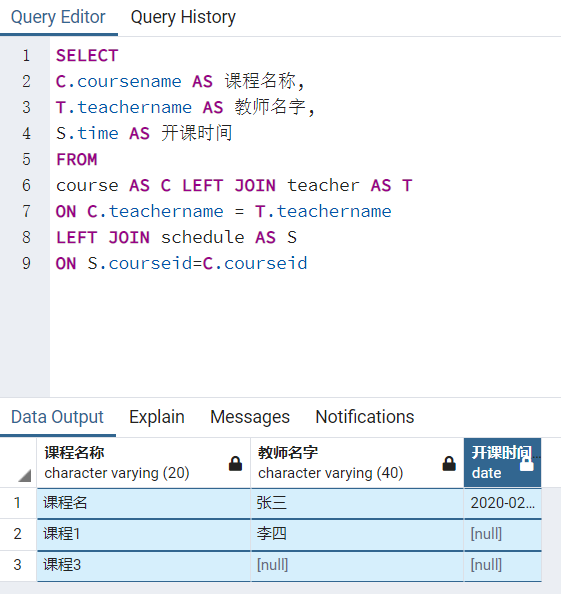 Query Editor Query History
1 SELECT
2 C.coursename AS 课程名称,
3 T.teachername AS 教师名字,
4 S.time AS 开课时间
5 FROM
6 course AS C LEFT JOIN teacher AS T
7 ON C.teachername = T.teachername
8 LEFT JOIN schedule AS S
9 ON S.courseid=C.courseid
Data Output Explain Messages Notifications
课程名称 教师名字 开课时间
character varying (20) character varying (40) date
1 课程名 张三 2020-02...
2 课程1 李四 [null]
3 课程3 [null] [null]